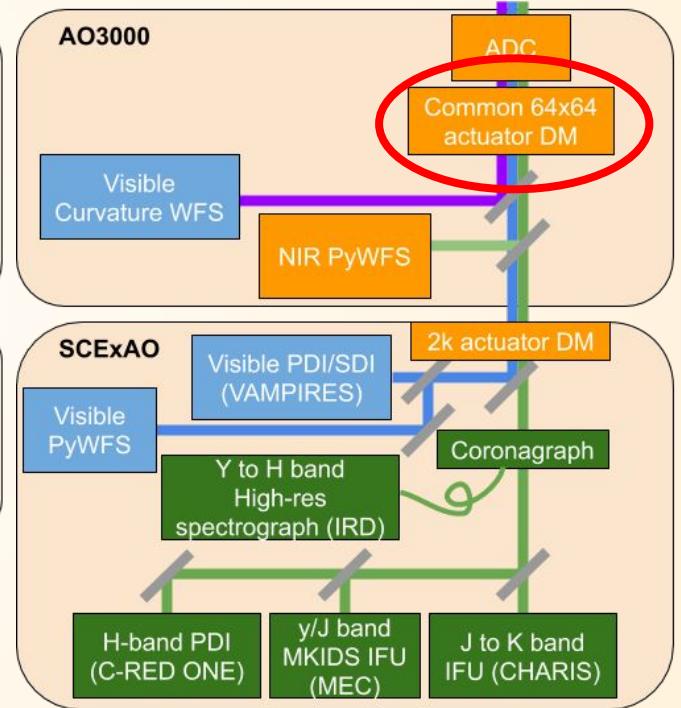 AO3000
ADC
Common 64x64
actuator DM
Visible
Curvature WFS
NIR PyWFS
SCExAO
2k actuator DM
Visible PDI/SDI
(VAMPIRES)
Visible
PyWFS
Coronagraph
Y to H band
High-res
spectrograph (IRD)
H-band PDI
(C-RED ONE)
y/J band
MKIDS IFU
(MEC)
J to K band
IFU (CHARIS)